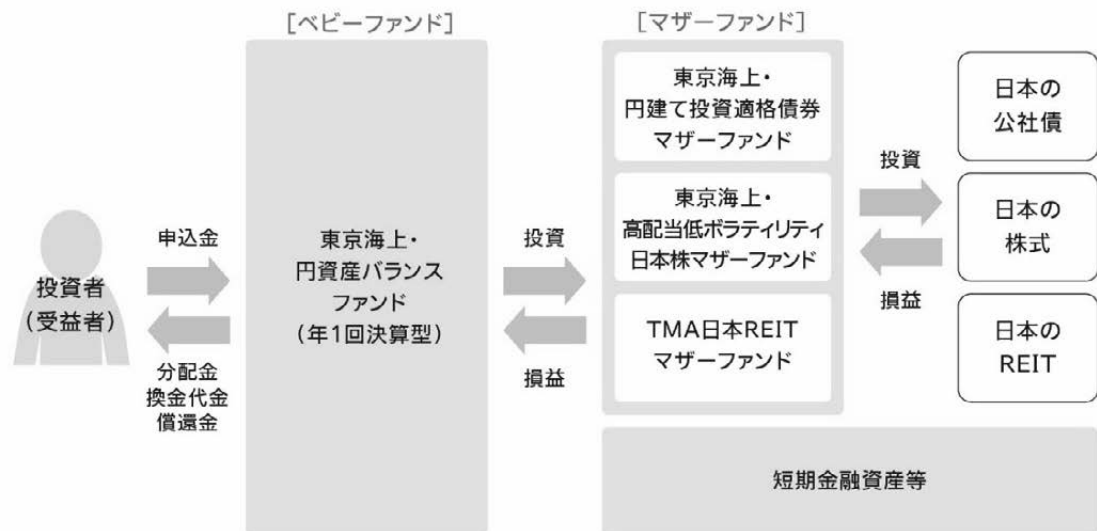 [ベビーファンド]
[マザーファンド]
投資者
(受益者)
申込金
分配金
換金代金
償還金
東京海上・
円資産バランス
ファンド
(年1回決算型)
投資
損益
東京海上・
円建て投資適格債券
マザーファンド
東京海上・
高配当低ボラティリティ
日本株マザーファンド
TMA日本REIT
マザーファンド
投資
損益
日本の
公社債
日本の
株式
日本の
REIT
短期金融資産等